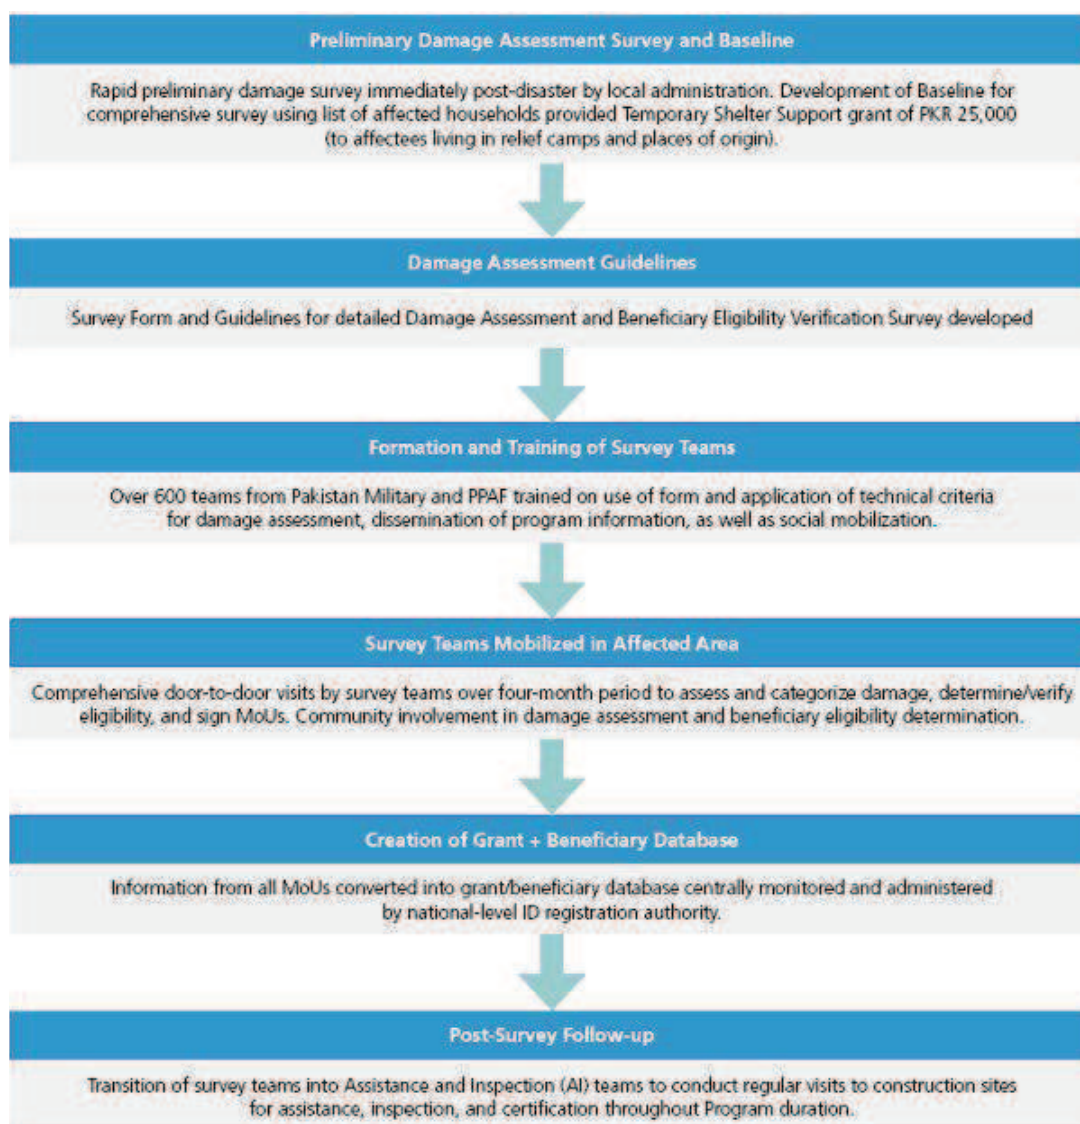 Preliminary Damage Assessment Survey and Baseline
Rapid preliminary damage survey immediately post-disaster by local administration. Development of Baseline for
comprehensive survey using list of affected households provided Temporary Shelter Support grant of PKR 25,000
(to affectees living in relief camps and places of origin).
Damage Assessment Guidelines
Survey Form and Guidelines for detailed Damage Assessment and Beneficiary Eligibility Verification Survey developed
Formation and Training of Survey Teams
Over 600 teams from Pakistan Military and PPAF trained on use of form and application of technical criteria
for damage assessment, dissemination of program information, as well as social mobilization.
Survey Teams Mobilized in Affected Area
Comprehensive door-to-door visits by survey teams over four-month period to assess and categorize damage, determine/verify
eligibility, and sign MoUs. Community involvement in damage assessment and beneficiary eligibility determination.
Creation of Grant + Beneficiary Database
Information from all MoUs converted into grant/beneficiary database centrally monitored and administered
by national-level ID registration authority.
Post-Survey Follow-up
Transition of survey teams into Assistance and Inspection (AI) teams to conduct regular visits to construction sites
for assistance, inspection, and certification throughout Program duration.